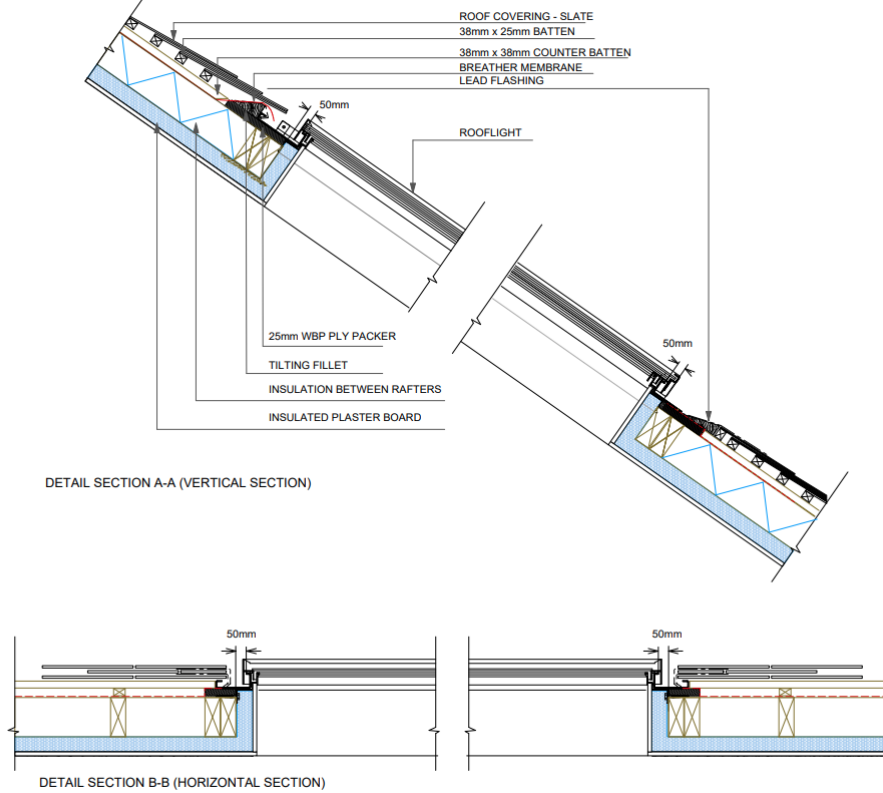 ROOF COVERING - SLATE
38mm x 25mm BATTEN
38mm x 38mm COUNTER BATTEN
BREATHER MEMBRANE
LEAD FLASHING
50mm
ROOFLIGHT
25mm WBP PLY PACKER
TILTING FILLET
INSULATION BETWEEN RAFTERS
INSULATED PLASTER BOARD
50mm
DETAIL SECTION A-A (VERTICAL SECTION)
50mm
50mm
DETAIL SECTION B-B (HORIZONTAL SECTION)